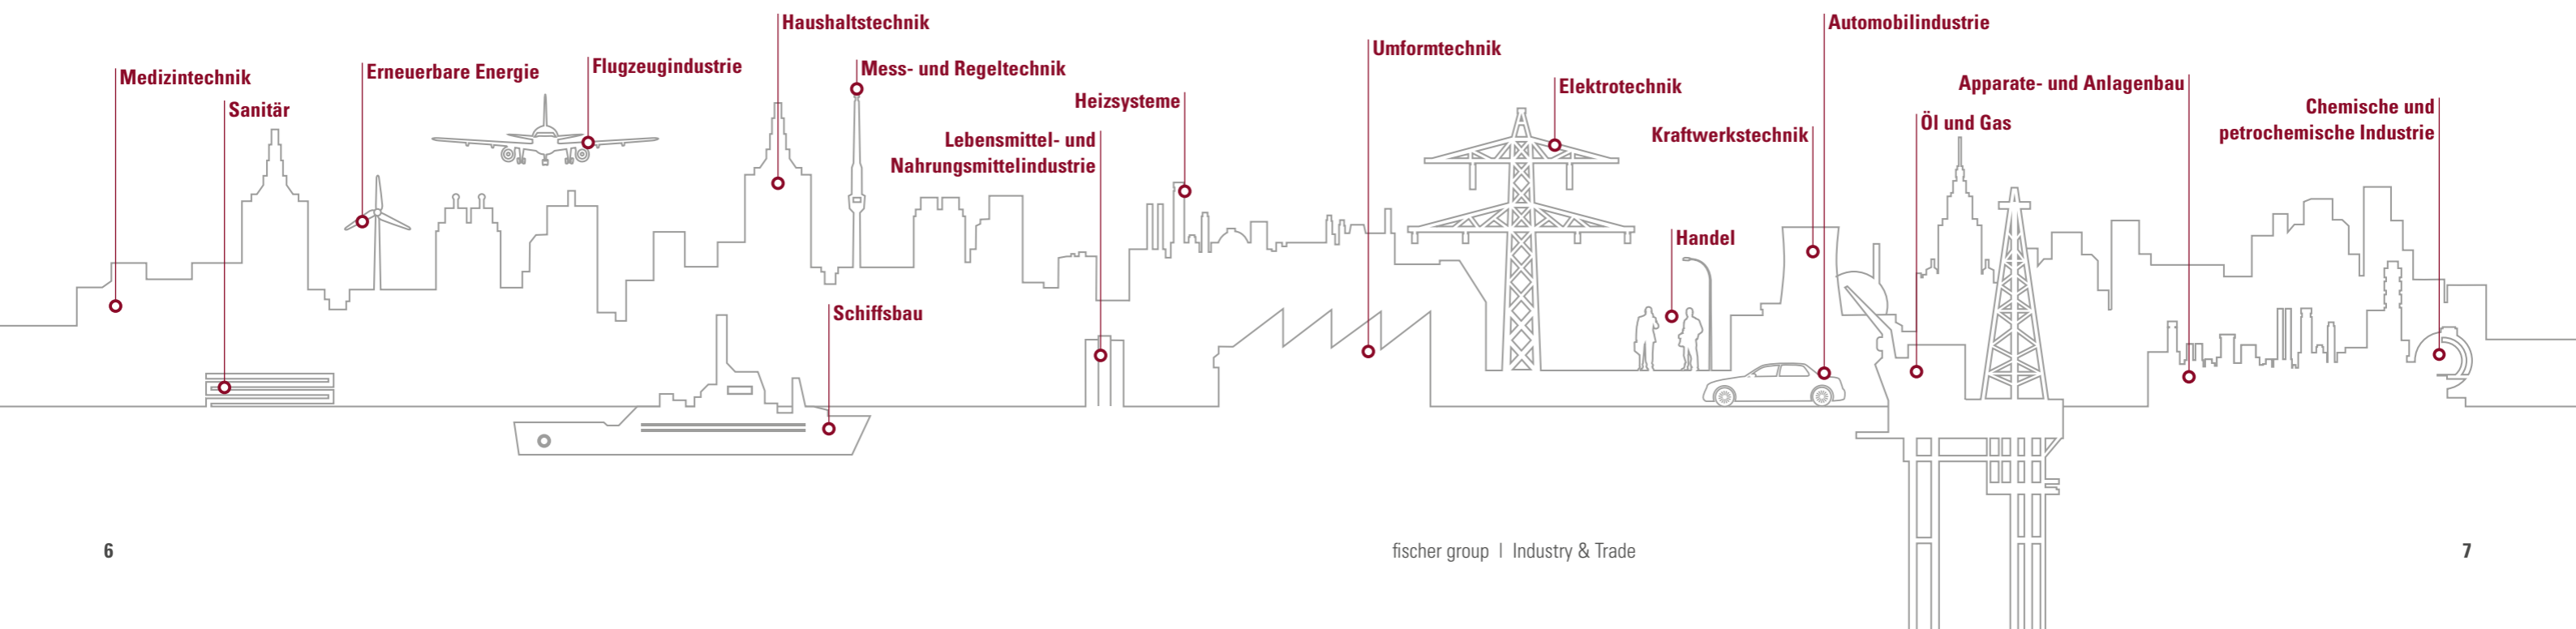 Medizintechnik
Sanitär
Erneuerbare Energie
Flugzeugindustrie
Haushaltstechnik
Mess- und Regeltechnik
Schiffsbau
Lebensmittel- und
Nahrungsmittelindustrie
Heizsysteme
Umformtechnik
Elektrotechnik
Handel
Kraftwerkstechnik
Automobilindustrie
Öl und Gas
Apparate- und Anlagenbau
Chemische und
petrochemische Industrie
6
fischer group | Industry & Trade
7